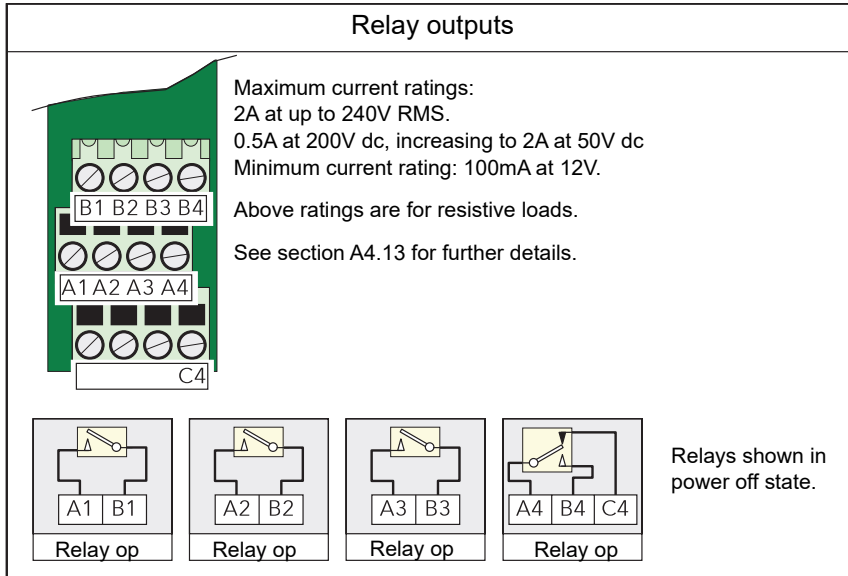 Relay outputs
Maximum current ratings:
2A at up to 240V RMS.
0.5A at 200V dc, increasing to 2A at 50V dc
Minimum current rating: 100mA at 12V.
Above ratings are for resistive loads.
See section A4.13 for further details.
B1 B2 B3 B4
A1 A2 A3 A4
C4
A1 B1
Relay op
A2 B2
Relay op
A3 B3
Relay op
A4 B4 C4
Relay op
Relays shown in
power off state.